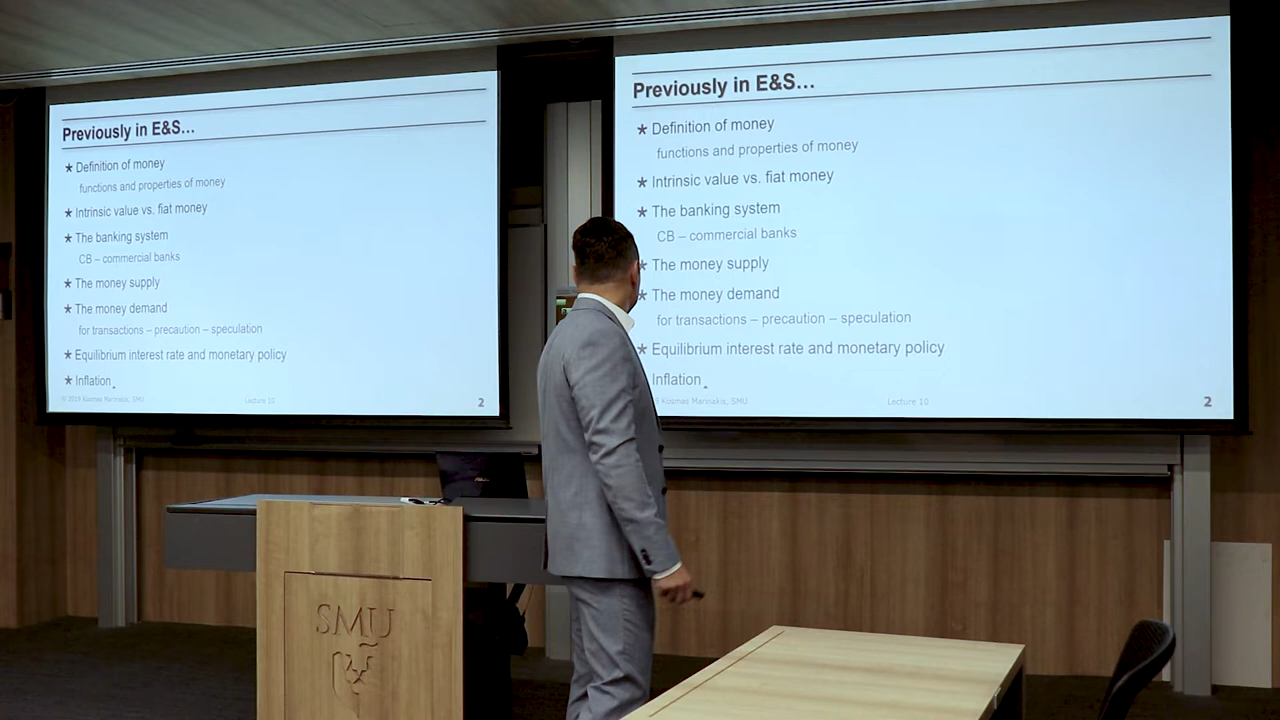 Previously in E&S...
★ Definition of money
functions and properties of money
★ Intrinsic value vs. fiat money
★ The banking system
CB – commercial banks
★ The money supply
★ The money demand
for transactions – precaution – speculation
★ Equilibrium interest rate and monetary policy
★ Inflation
© 2019 Kosmas Marinakis, SMU
Lecture 10
2
Previously in E&S...
★ Definition of money
functions and properties of money
★ Intrinsic value vs. fiat money
★ The banking system
CB – commercial banks
★ The money supply
★ The money demand
for transactions – precaution – speculation
★ Equilibrium interest rate and monetary policy
Inflation
Kosmas Marinakis, SMU
Lecture 10
2
SMU